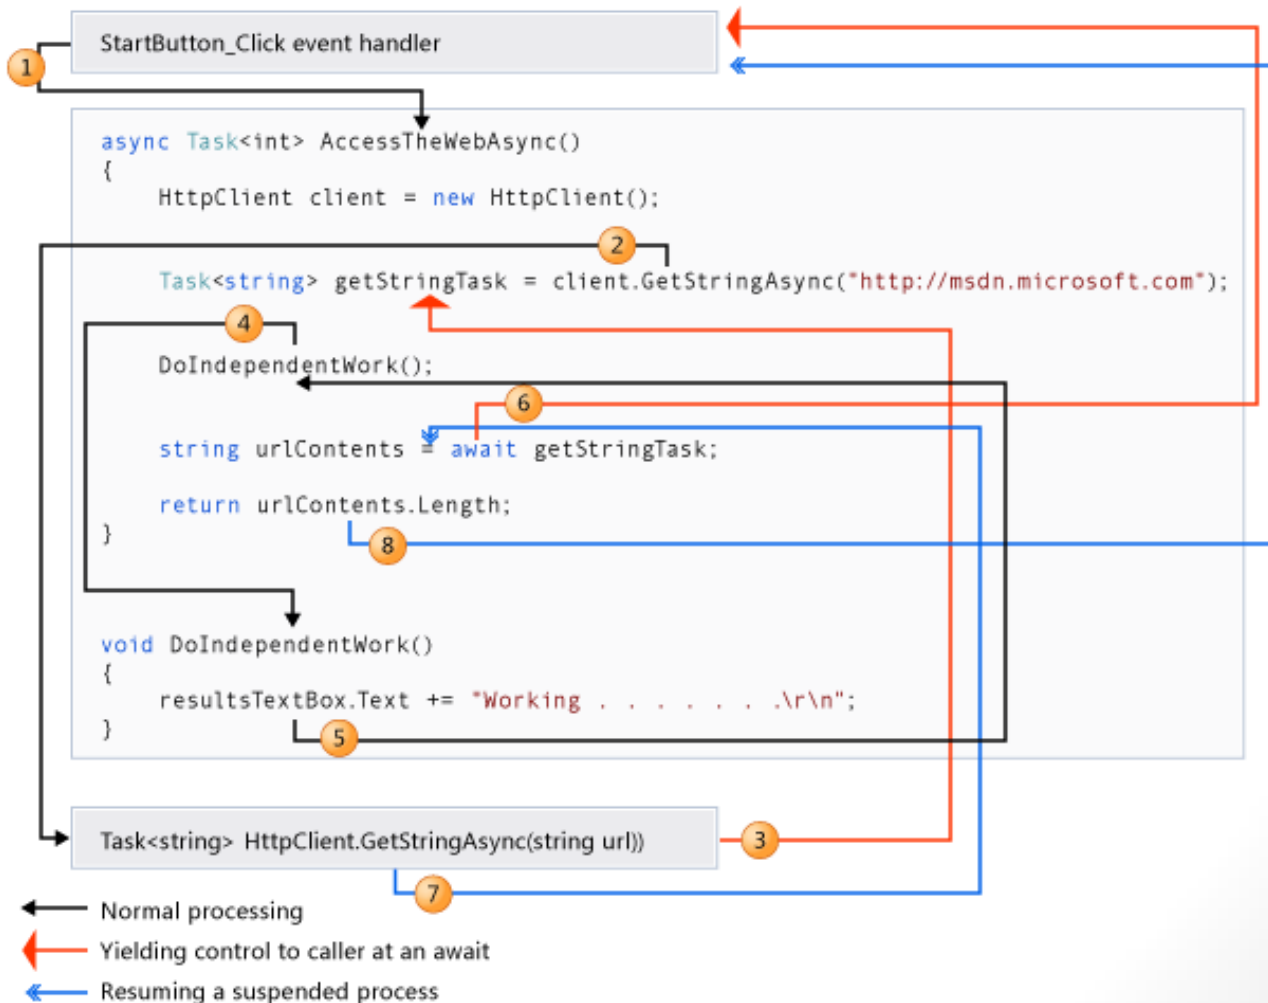 StartButton_Click event handler
1
async Task<int> AccessTheWebAsync()
{
HttpClient client = new HttpClient();
2
Task<string> getStringTask = client.GetStringAsync("http://msdn.microsoft.com");
4
DoIndependentWork();
6
string urlContents = await getStringTask;
return urlContents.Length;
}
8
void DoIndependentWork()
{
resultsTextBox.Text += "Working . . . . . . .\r\n";
}
5
Task<string> HttpClient.GetStringAsync(string url))
3
7
Normal processing
Yielding control to caller at an await
Resuming a suspended process